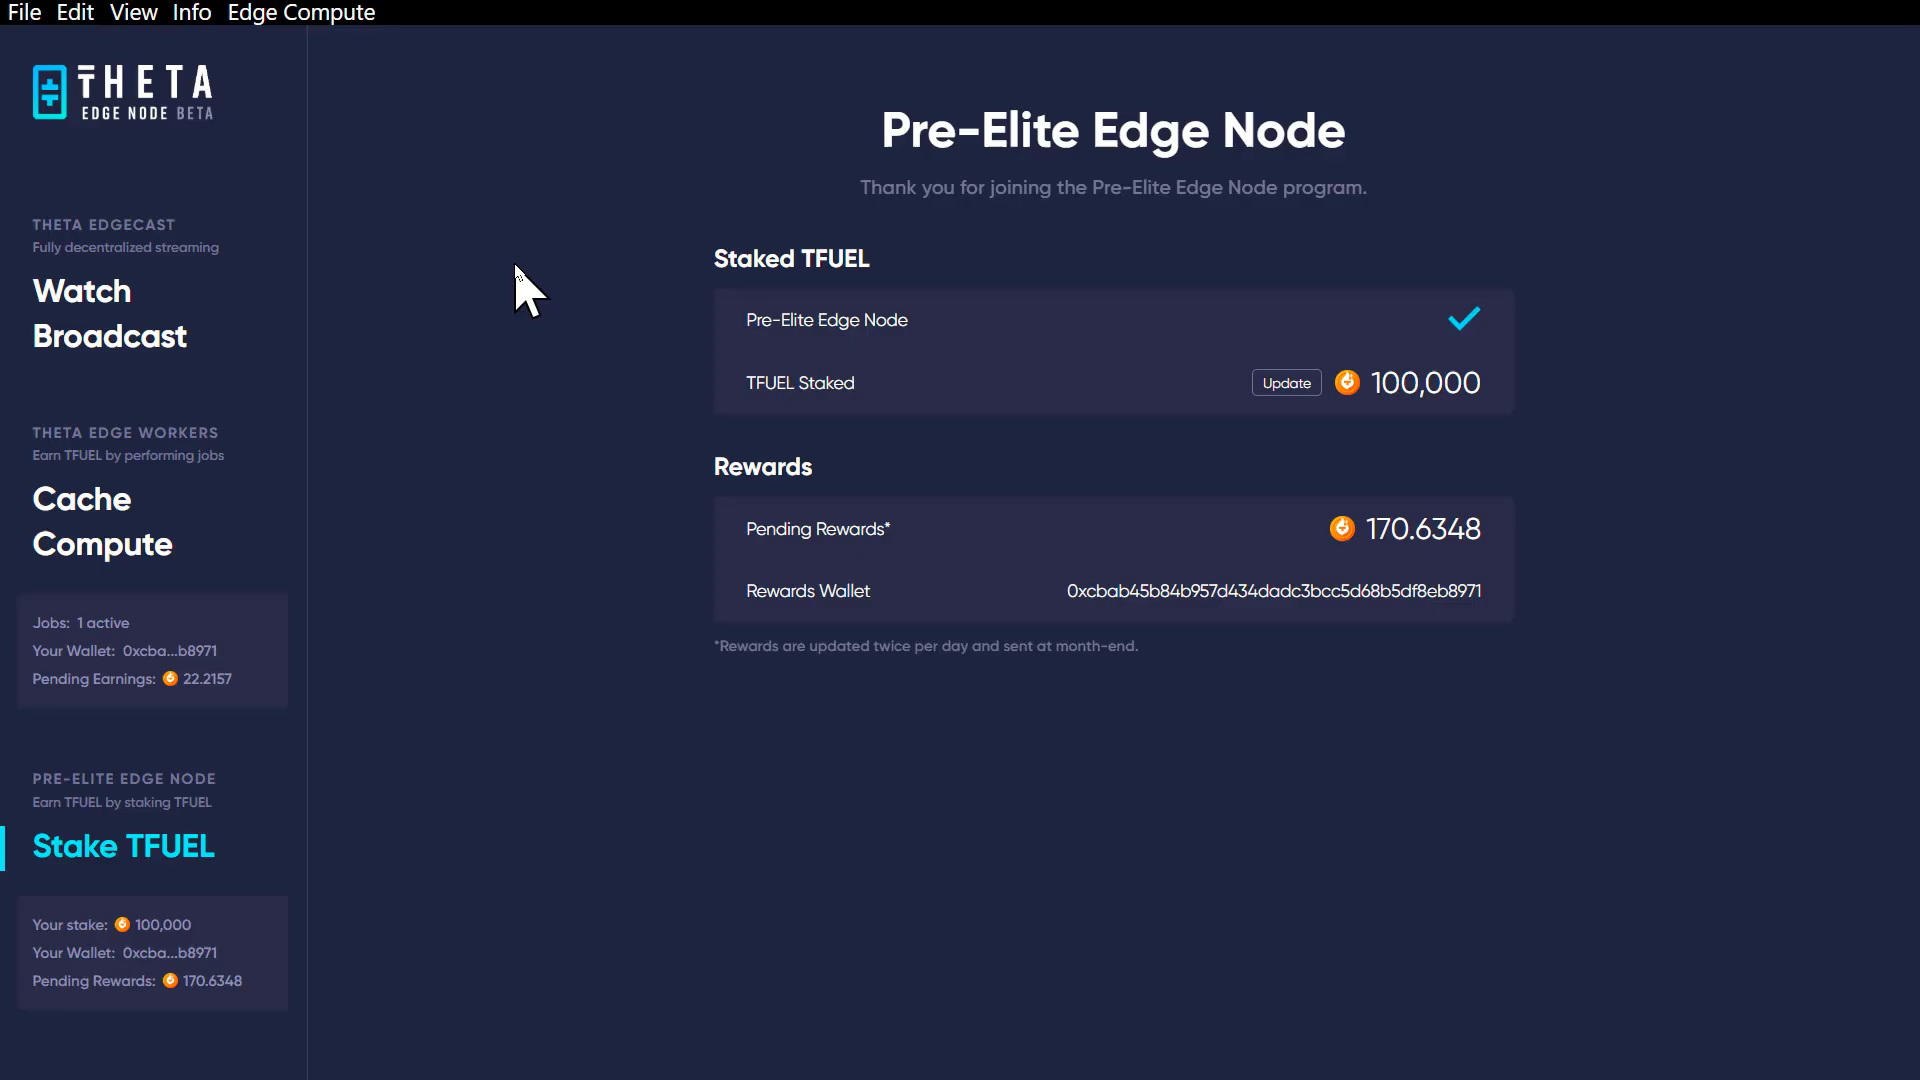 File Edit View Info Edge Compute
THETA
EDGE NODE BETA
THETA EDGECAST
Fully decentralized streaming
Watch
Broadcast
THETA EDGE WORKERS
Earn TFUEL by performing jobs
Cache
Compute
Jobs: 1 active
Your Wallet: 0xcba...b8971
Pending Earnings: 22.2157
PRE-ELITE EDGE NODE
Earn TFUEL by staking TFUEL
Stake TFUEL
Your stake: 100,000
Your Wallet: 0xcba...b8971
Pending Rewards: 170.6348
Pre-Elite Edge Node
Thank you for joining the Pre-Elite Edge Node program.
Staked TFUEL
Pre-Elite Edge Node
TFUEL Staked Update 100,000
Rewards
Pending Rewards* 170.6348
Rewards Wallet 0xcbab45b84b957d434dadc3bcc5d68b5df8eb8971
*Rewards are updated twice per day and sent at month-end.